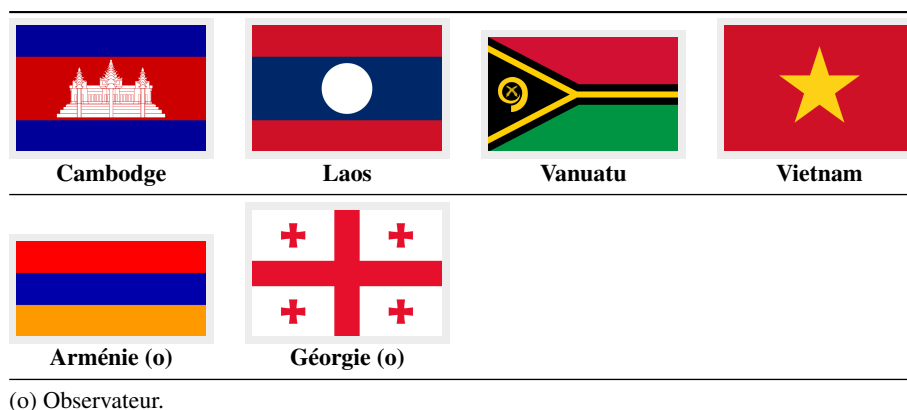 Cambodge Laos Vanuatu Vietnam
Arménie (o) Géorgie (o)
(o) Observateur.